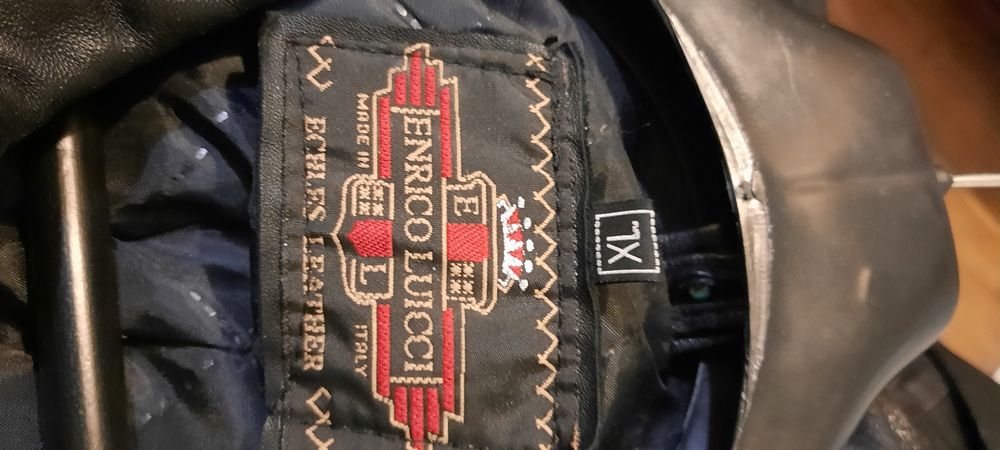 XL
E
ENRICO LUICCI
L
MADE IN ITALY
ECHLES LEATHER